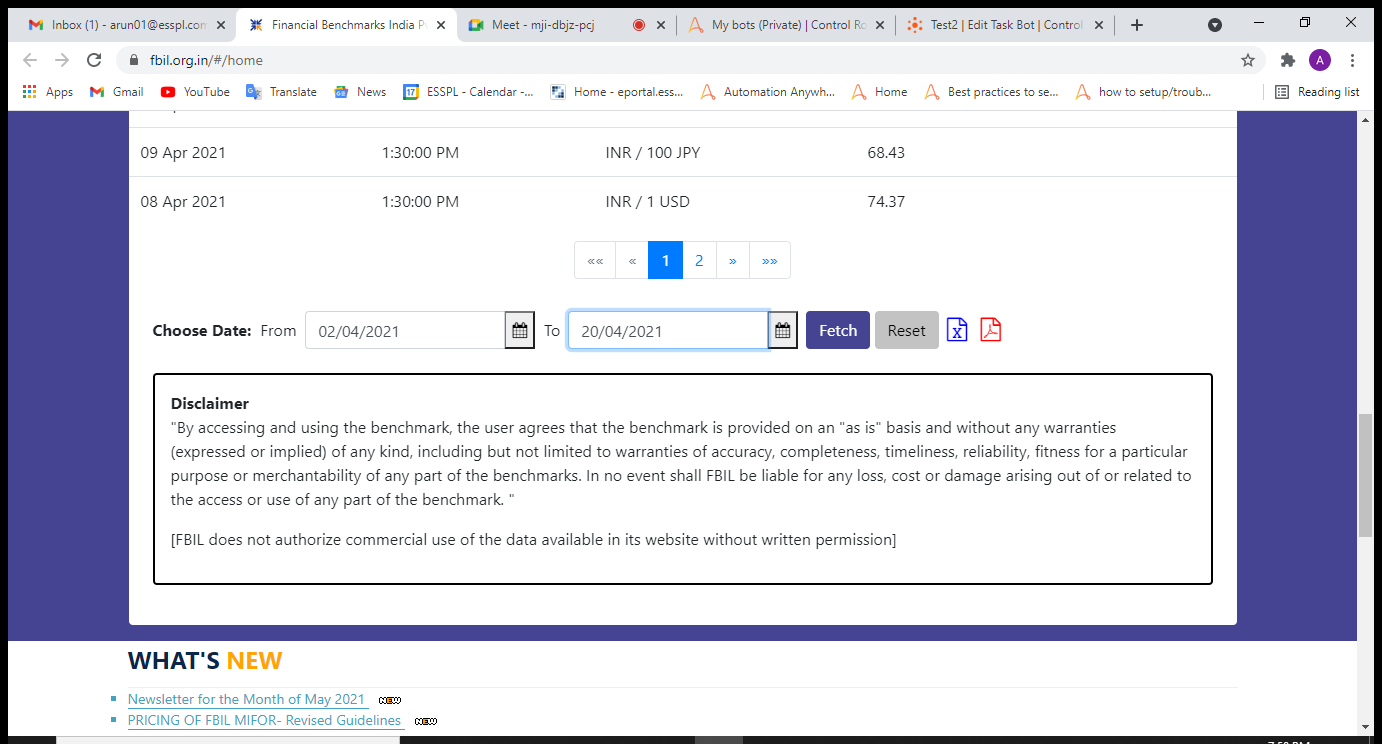 Inbox (1) - arun01@esspl.com
Financial Benchmarks India P
Meet - mji-dbjz-pcj
My bots (Private) | Control Ro
Test2 | Edit Task Bot | Control
fbil.org.in/#/home
A
Apps
Gmail
YouTube
Translate
News
ESSPL - Calendar -...
Home - eportal.ess...
Automation Anywh...
Home
Best practices to se...
how to setup/troub...
Reading list
09 Apr 2021 1:30:00 PM INR / 100 JPY 68.43
08 Apr 2021 1:30:00 PM INR / 1 USD 74.37
«« « 1 2 » »»
Choose Date: From 02/04/2021 To 20/04/2021 Fetch Reset
Disclaimer
"By accessing and using the benchmark, the user agrees that the benchmark is provided on an "as is" basis and without any warranties
(expressed or implied) of any kind, including but not limited to warranties of accuracy, completeness, timeliness, reliability, fitness for a particular
purpose or merchantability of any part of the benchmarks. In no event shall FBIL be liable for any loss, cost or damage arising out of or related to
the access or use of any part of the benchmark. "
[FBIL does not authorize commercial use of the data available in its website without written permission]
WHAT'S NEW
Newsletter for the Month of May 2021 NEW
PRICING OF FBIL MIFOR- Revised Guidelines NEW